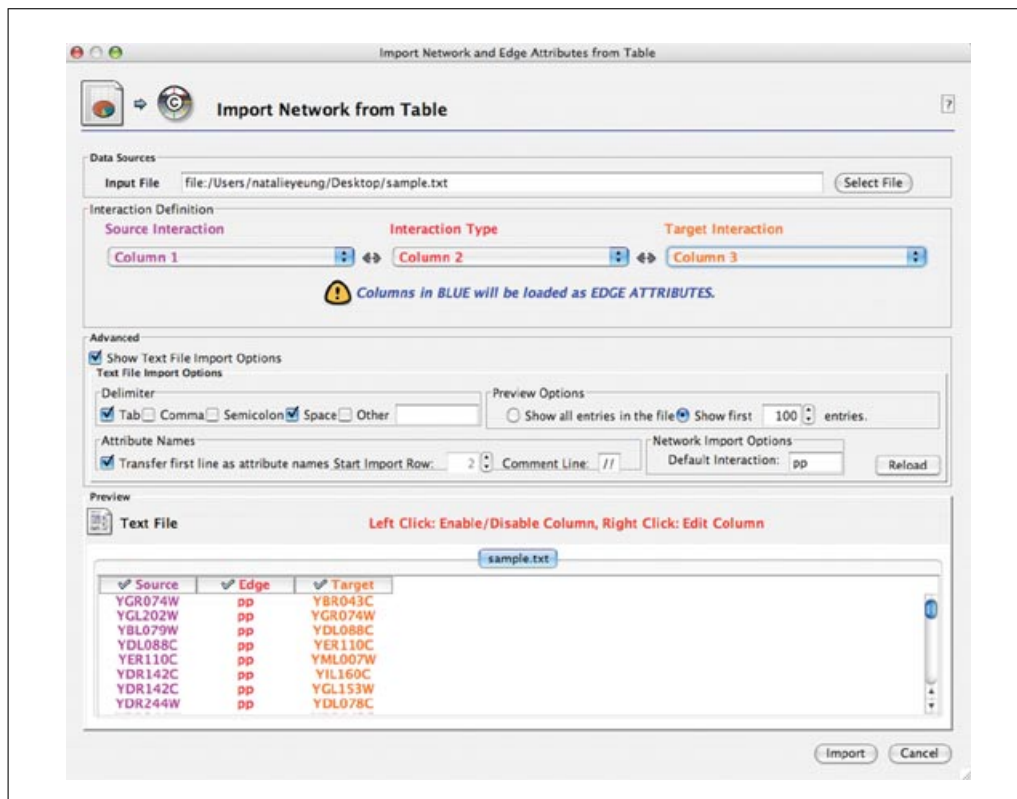 Import Network and Edge Attributes from Table
Import Network from Table
?
Data Sources
Input File file:/Users/natalieyeung/Desktop/sample.txt Select File
Interaction Definition
Source Interaction Interaction Type Target Interaction
Column 1 Column 2 Column 3
Columns in BLUE will be loaded as EDGE ATTRIBUTES.
Advanced
Show Text File Import Options
Text File Import Options
Delimiter Preview Options
Tab Comma Semicolon Space Other Show all entries in the file Show first 100 entries.
Attribute Names Network Import Options
Transfer first line as attribute names Start Import Row: 2 Comment Line: // Default Interaction: pp Reload
Preview
Text File Left Click: Enable/Disable Column, Right Click: Edit Column
sample.txt
Source Edge Target
YGR074W pp YBR043C
YGL202W pp YGR074W
YBL079W pp YDL088C
YDL088C pp YER110C
YER110C pp YML007W
YDR142C pp YIL160C
YDR142C pp YGL153W
YDR244W pp YDL078C
Import Cancel